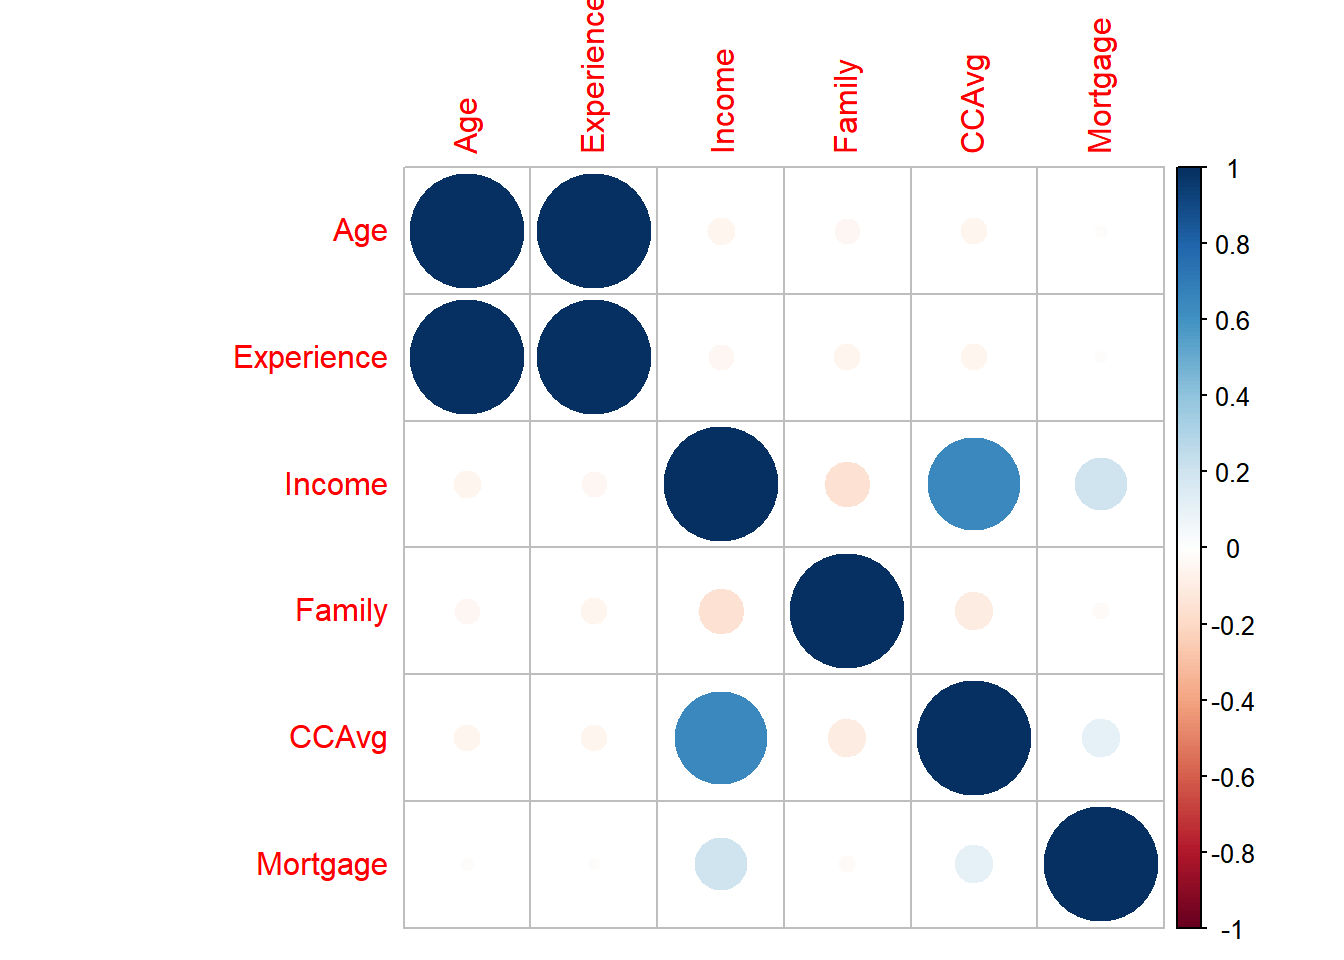 Age
Experience
Income
Family
CCAvg
Mortgage
Age
Experience
Income
Family
CCAvg
Mortgage
1
0.8
0.6
0.4
0.2
0
-0.2
-0.4
-0.6
-0.8
-1